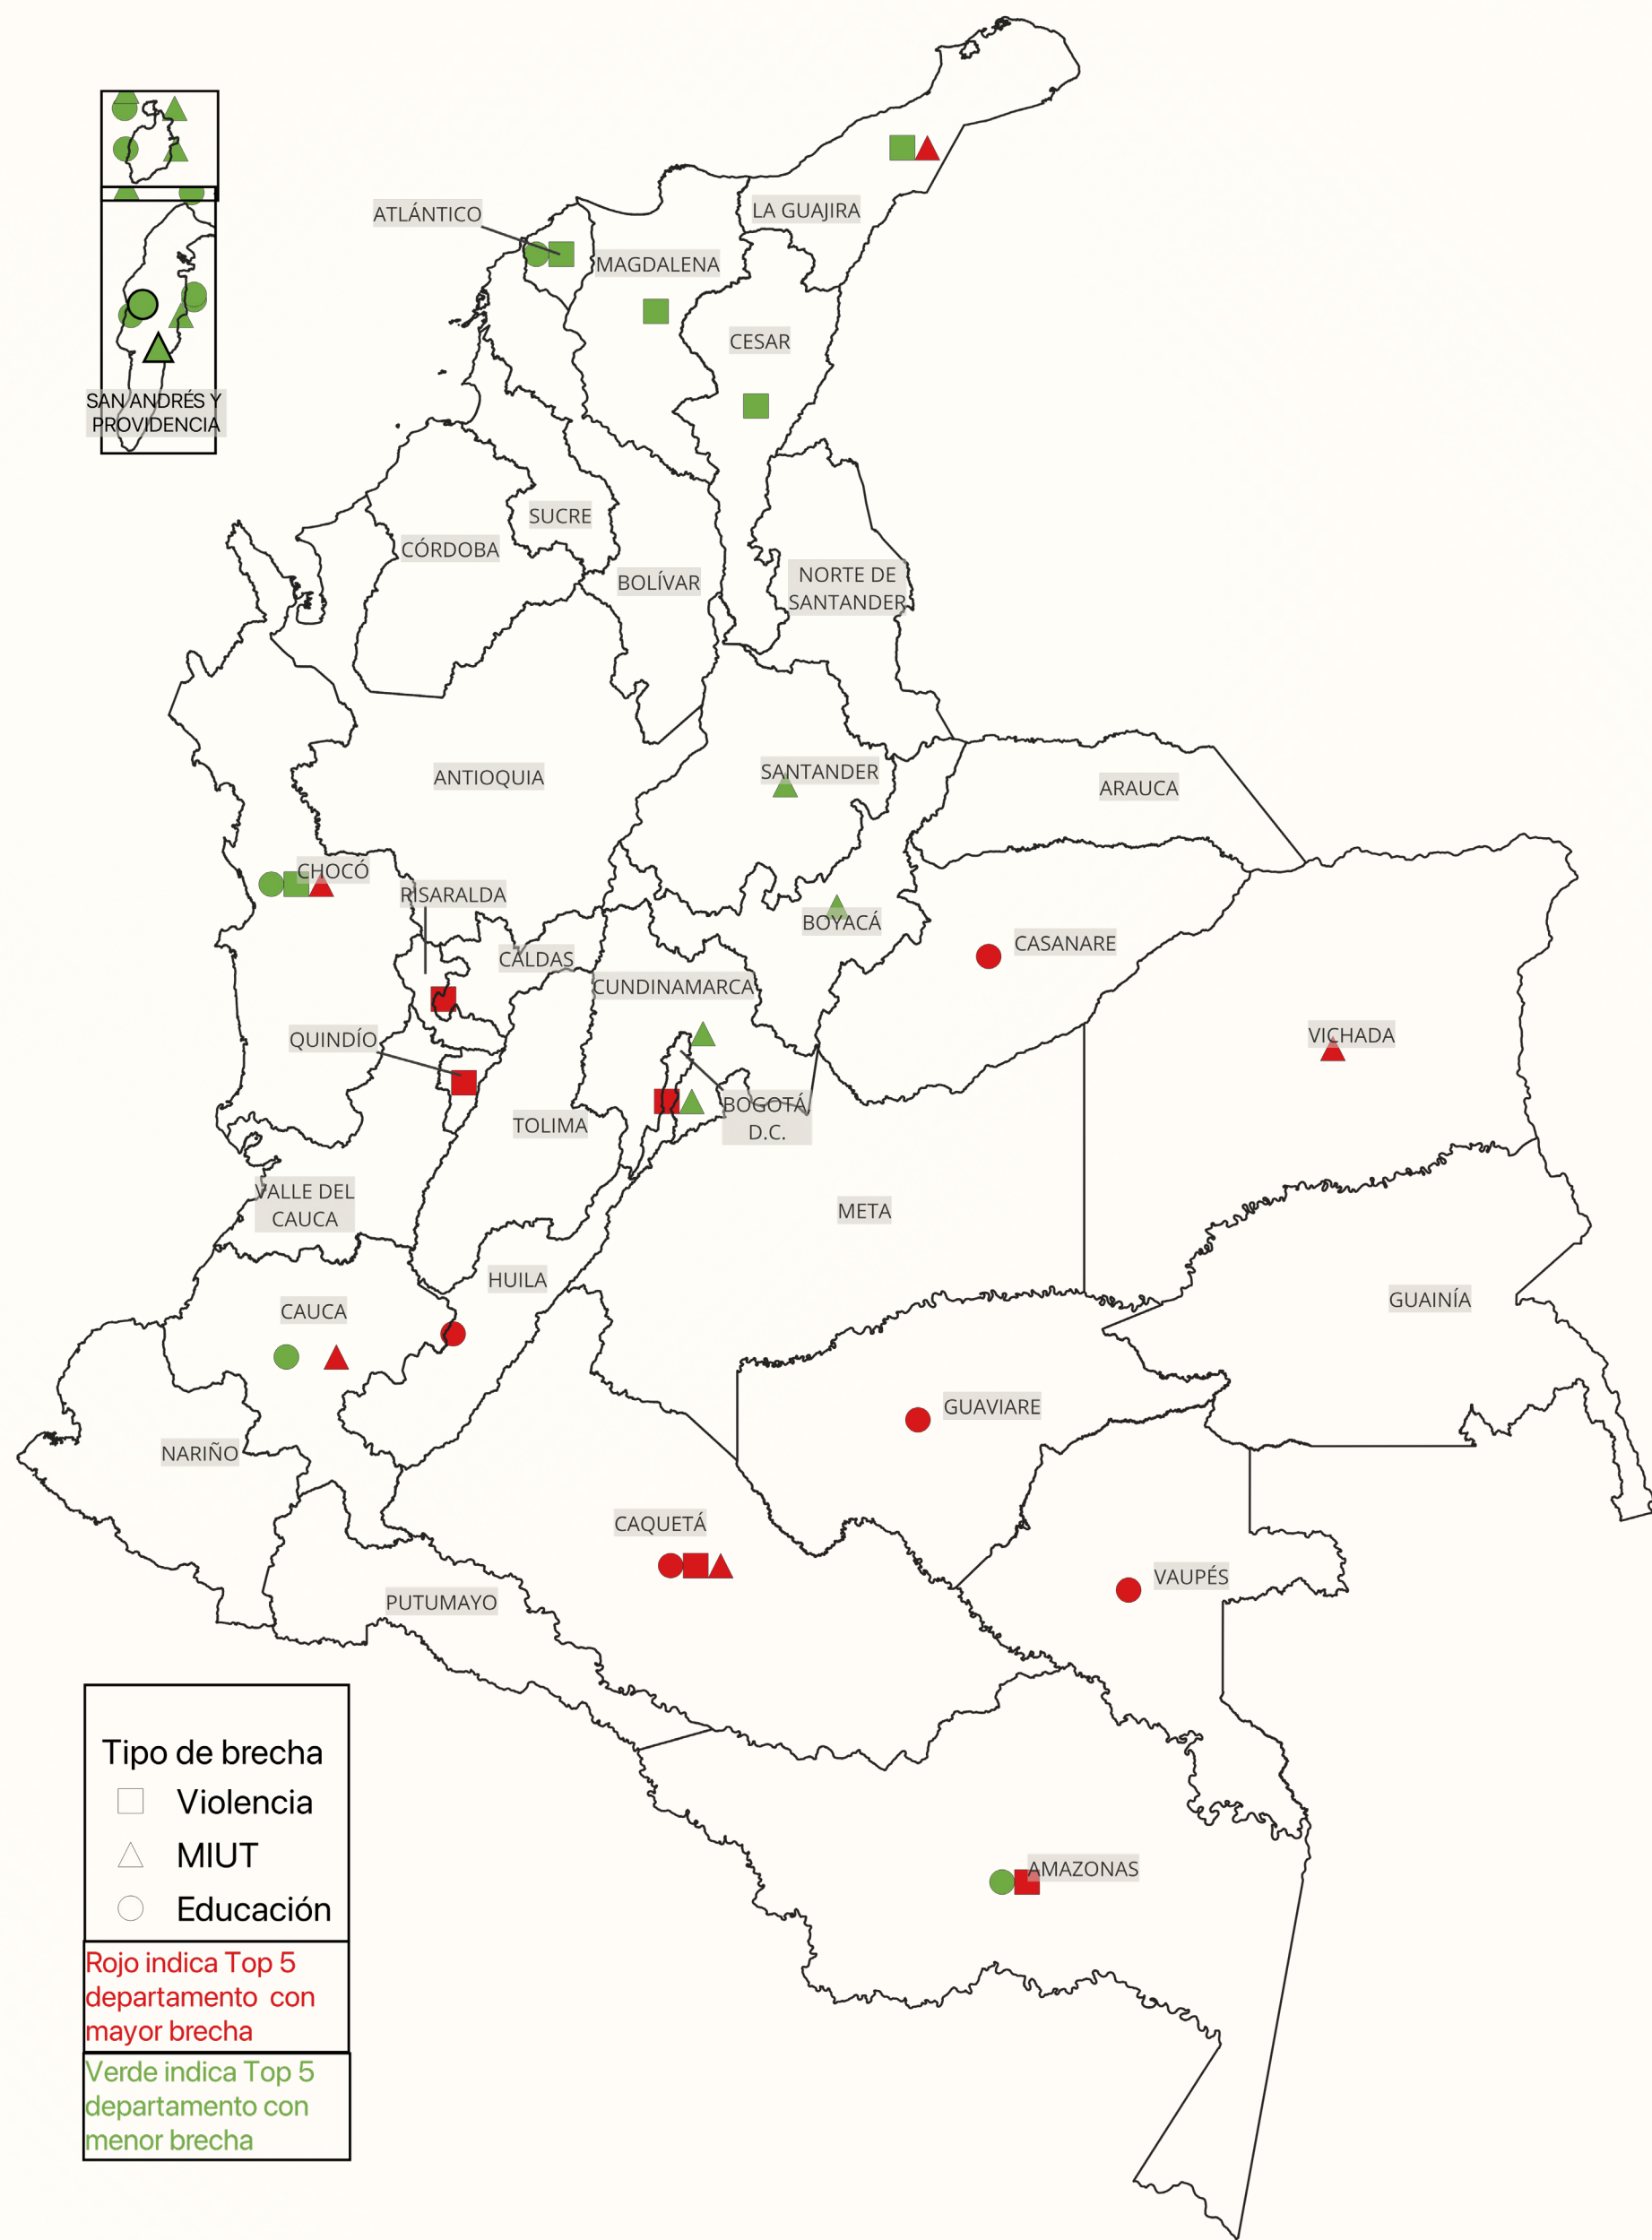 ATLÁNTICO
LA GUAJIRA
MAGDALENA
CESAR
SAN ANDRÉS Y
PROVIDENCIA
SUCRE
CÓRDOBA
BOLÍVAR
NORTE DE
SANTANDER
SANTANDER
ANTIOQUIA
ARAUCA
CHOCÓ
RISARALDA
BOYACÁ
CASANARE
CALDAS
CUNDINAMARCA
QUINDÍO
VICHADA
BOGOTÁ,
D.C.
TOLIMA
VALLE DEL
CAUCA
META
HUILA
GUAINÍA
CAUCA
GUAVIARE
NARIÑO
CAQUETÁ
VAUPÉS
PUTUMAYO
AMAZONAS
Tipo de brecha
Violencia
MIUT
Educación
Rojo indica Top 5
departamento con
mayor brecha
Verde indica Top 5
departamento con
menor brecha